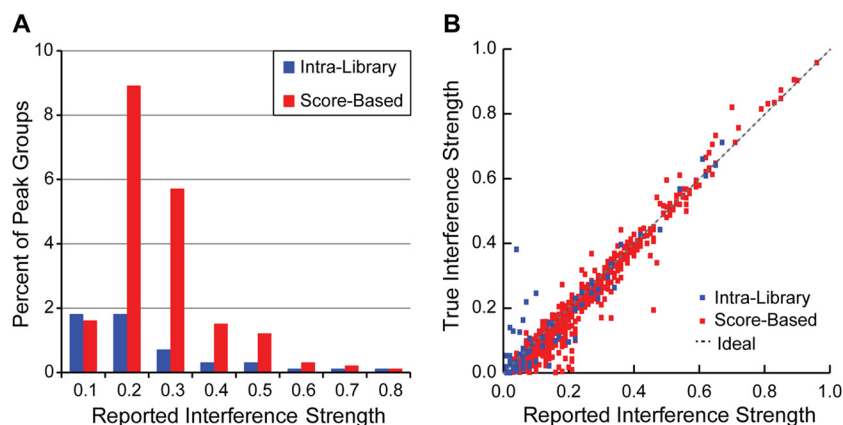 A
Percent of Peak Groups
10
8
6
4
2
0
Intra-Library
Score-Based
0.1 0.2 0.3 0.4 0.5 0.6 0.7 0.8
Reported Interference Strength
B
True Interference Strength
1.0
0.8
0.6
0.4
0.2
0.0
Intra-Library
Score-Based
Ideal
0.0 0.2 0.4 0.6 0.8 1.0
Reported Interference Strength